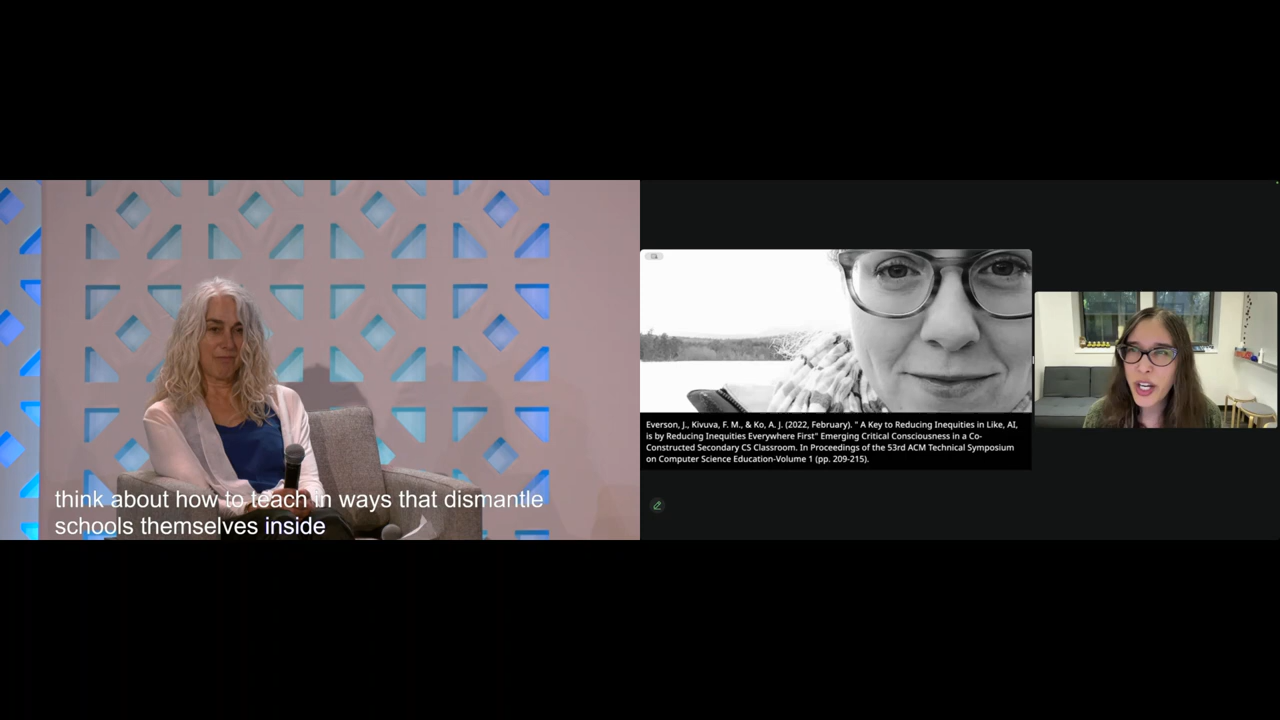 think about how to teach in ways that dismantle
schools themselves inside
Everson, J., Kivuva, F. M., & Ko, A. J. (2022, February). " A Key to Reducing Inequities in Like, AI,
is by Reducing Inequities Everywhere First" Emerging Critical Consciousness in a Co-
Constructed Secondary CS Classroom. In Proceedings of the 53rd ACM Technical Symposium
on Computer Science Education-Volume 1 (pp. 209-215).